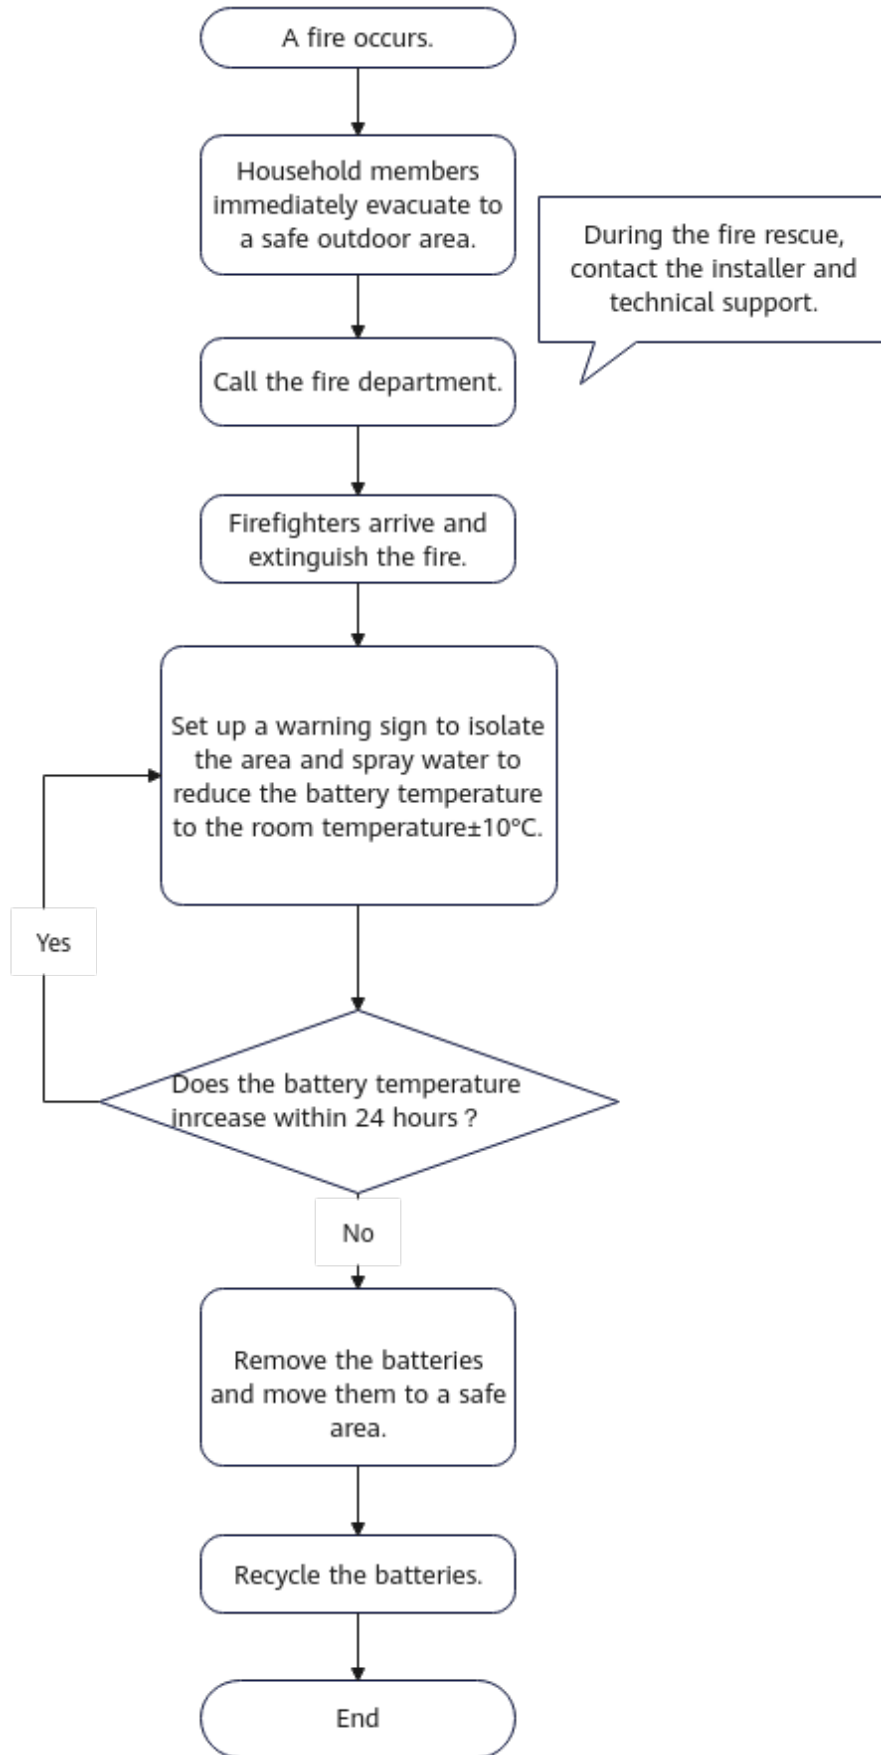 A fire occurs.
Household members
immediately evacuate to
a safe outdoor area.
During the fire rescue,
contact the installer and
technical support.
Call the fire department.
Firefighters arrive and
extinguish the fire.
Set up a warning sign to isolate
the area and spray water to
reduce the battery temperature
to the room temperature±10°C.
Yes
Does the battery temperature
inrcease within 24 hours？
No
Remove the batteries
and move them to a safe
area.
Recycle the batteries.
End